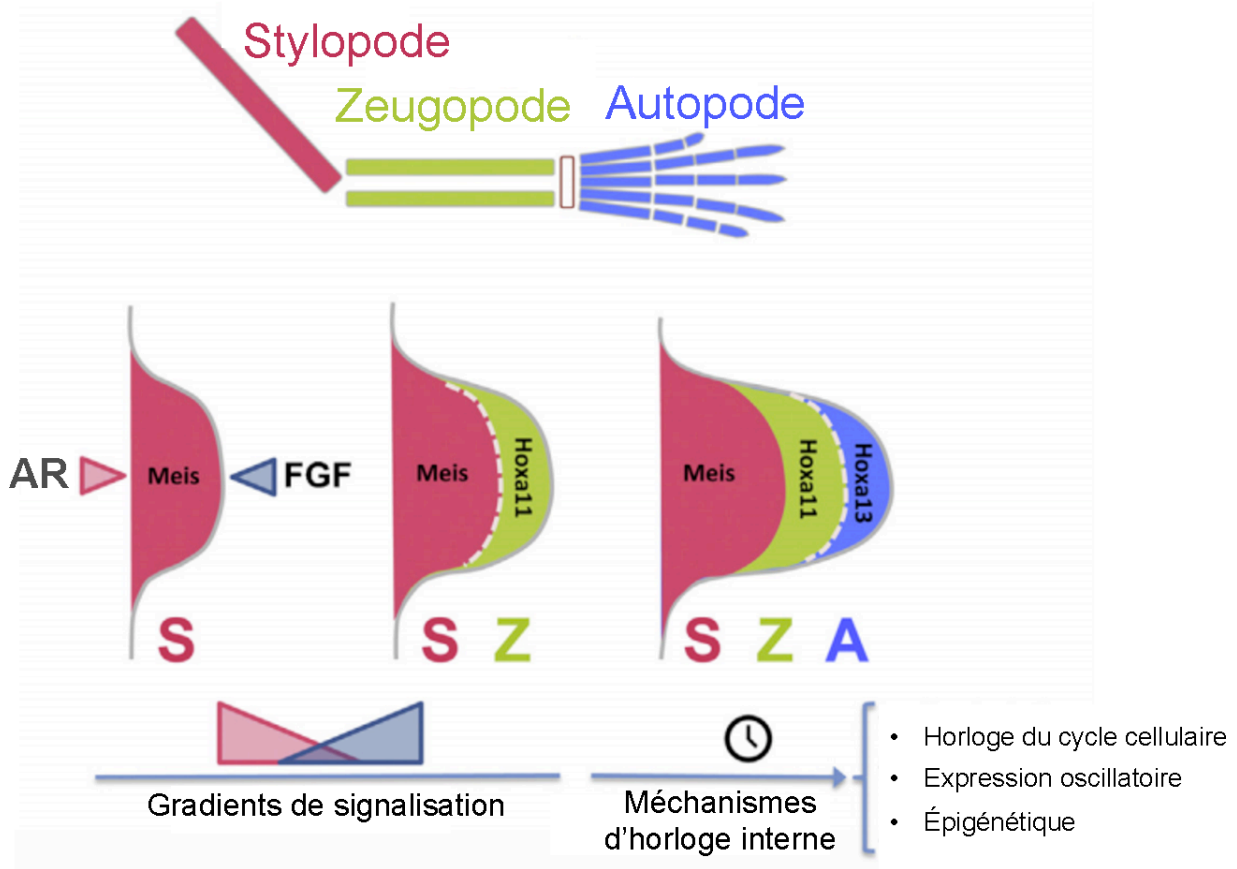 Stylopode
Zeugopode
Autopode
AR
Meis
FGF
Meis
Hoxa11
Meis
Hoxa11
Hoxa13
S
S Z
S Z A
Gradients de signalisation
Méchanismes
d'horloge interne
• Horloge du cycle cellulaire
• Expression oscillatoire
• Épigénétique